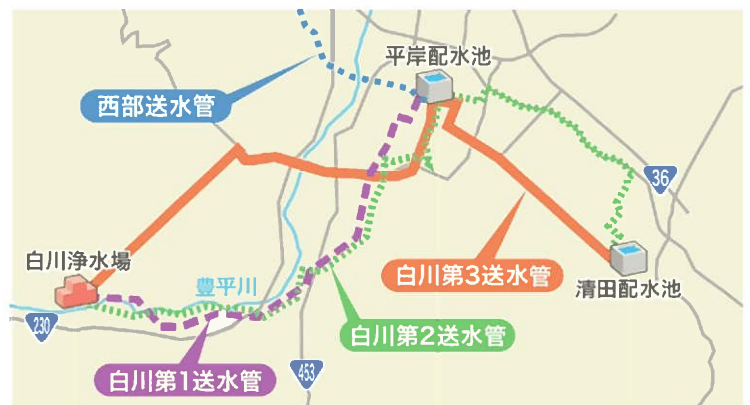 平岸配水池
西部送水管
36
白川浄水場
豊平川
白川第3送水管
清田配水池
230
白川第2送水管
白川第1送水管
453